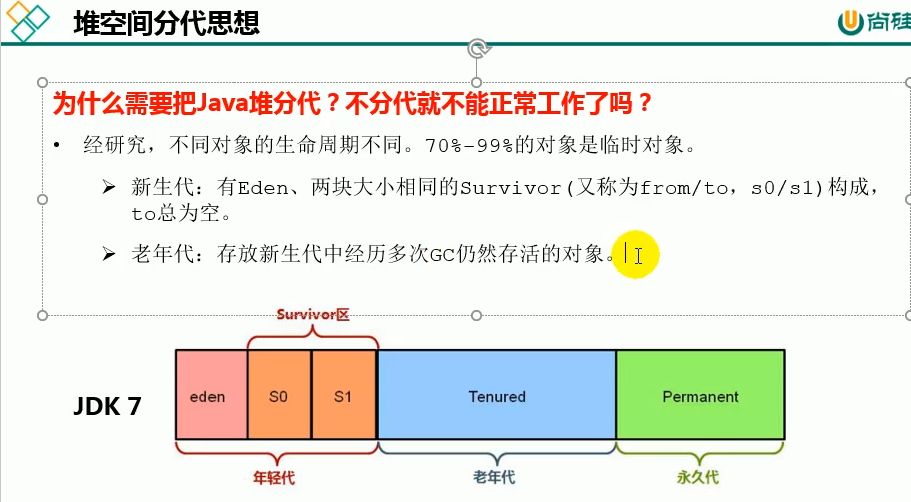 堆空间分代思想
尚硅
为什么需要把Java堆分代？不分代就不能正常工作了吗？
• 经研究，不同对象的生命周期不同。70%-99%的对象是临时对象。
➢ 新生代：有Eden、两块大小相同的Survivor(又称为from/to，s0/s1)构成，
to总为空。
➢ 老年代：存放新生代中经历多次GC仍然存活的对象。
Survivor区
JDK 7
eden
S0
S1
Tenured
Permanent
年轻代
老年代
永久代